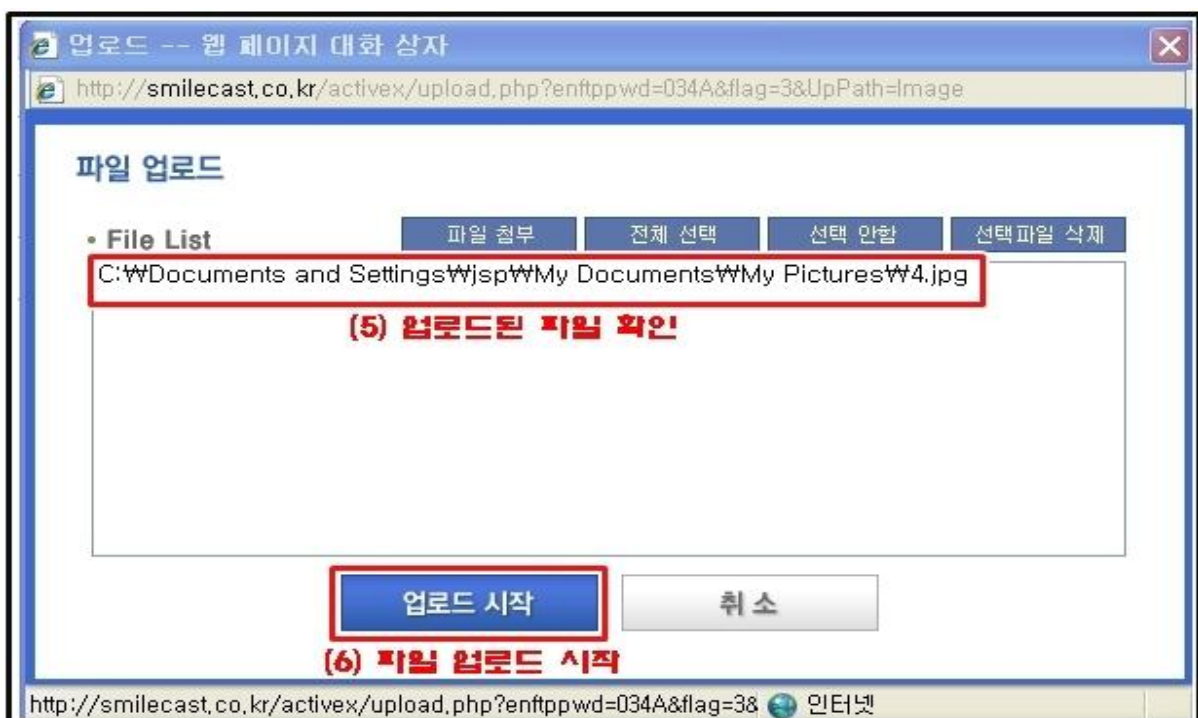 업로드 -- 웹 페이지 대화 상자
http://smilecast.co.kr/activex/upload.php?enftppwd=034A&flag=3&UpPath=Image
파일 업로드
• File List 파일 첨부 전체 선택 선택 안함 선택파일 삭제
C:₩Documents and Settings₩jsp₩My Documents₩My Pictures₩4.jpg
(5) 업로드된 파일 확인
업로드 시작 취 소
(6) 파일 업로드 시작
http://smilecast.co.kr/activex/upload.php?enftppwd=034A&flag=3& 인터넷